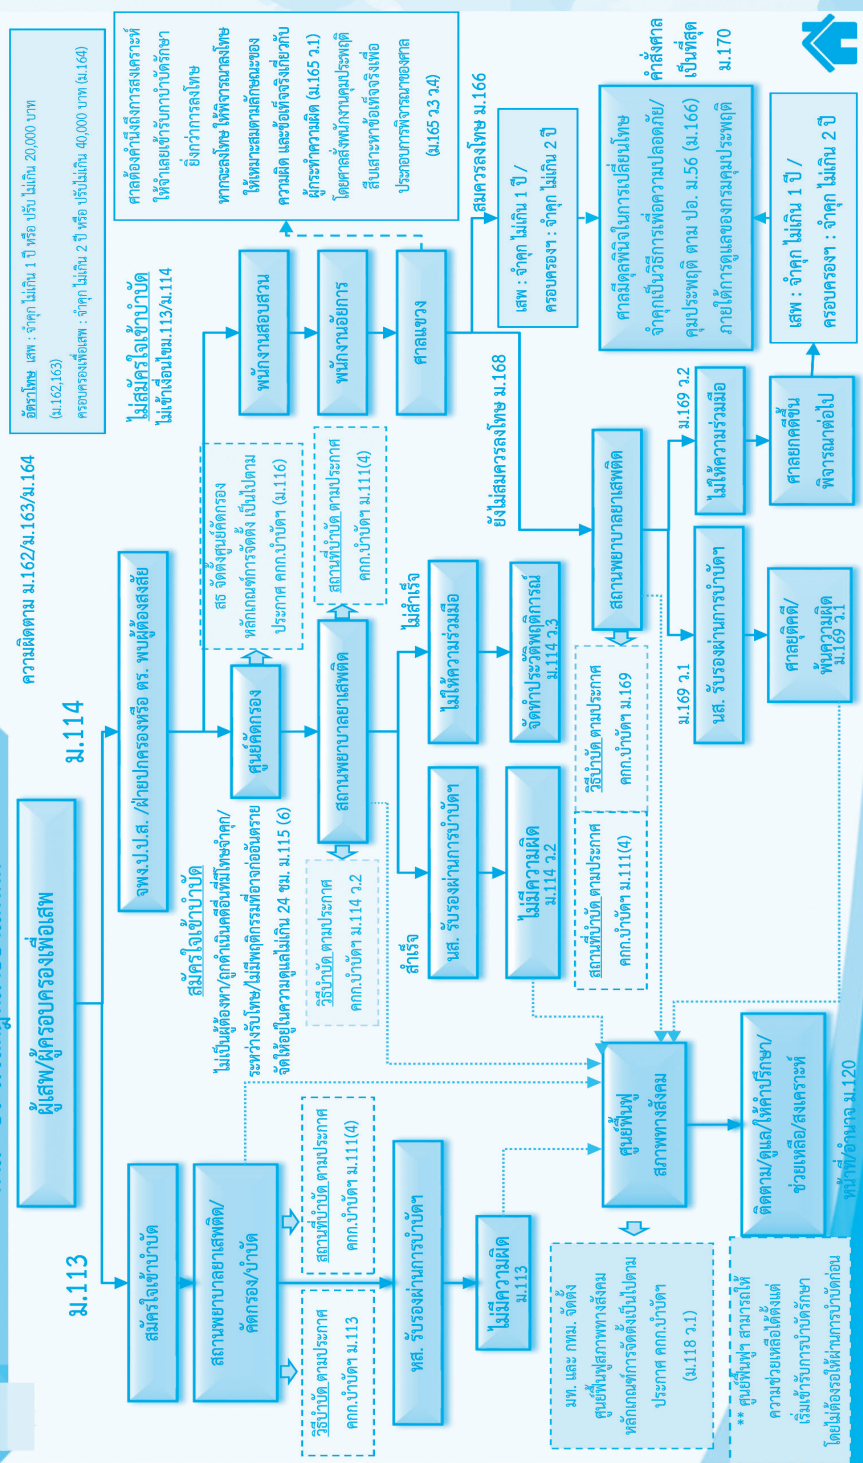 ผู้เสพ/ผู้ครอบครองเพื่อเสพ
ความผิดตาม ม.162/ม.163/ม.164
อัตราโทษ เสพ : จำคุก ไม่เกิน 1 ปี หรือ ปรับ ไม่เกิน 20,000 บาท
(ม.162,163)
ครอบครองเพื่อเสพ : จำคุก ไม่เกิน 2 ปี หรือ ปรับไม่เกิน 40,000 บาท (ม.164)
ม.113
สมัครใจเข้าบำบัด
สถานพยาบาลยาเสพติด/
คัดกรอง/บำบัด
วิธีบำบัด ตามประกาศ
คกก.บำบัดฯ ม.113
สถานที่บำบัด ตามประกาศ
คกก.บำบัดฯ ม.111(4)
หส. รับรองผ่านการบำบัดฯ
ไม่มีความผิด
ม.113
ม.114
จพง.ป.ป.ส. /ฝ่ายปกครองหรือ ตร. พบผู้ต้องสงสัย
สมัครใจเข้าบำบัด
ไม่เป็นผู้ต้องหา/ถูกดำเนินคดีอื่นที่มีโทษจำคุก/
ระหว่างรับโทษ/ไม่มีพฤติกรรมที่อาจก่ออันตราย
จัดให้อยู่ในความดูแลไม่เกิน 24 ชม. ม.115 (6)
ศูนย์คัดกรอง
สธ จัดตั้งศูนย์คัดกรอง
หลักเกณฑ์การจัดตั้ง เป็นไปตาม
ประกาศ คกก.บำบัดฯ (ม.116)
สถานพยาบาลยาเสพติด
วิธีบำบัด ตามประกาศ
คกก.บำบัดฯ ม.114 ว.2
สถานที่บำบัด ตามประกาศ
คกก.บำบัดฯ ม.111(4)
สำเร็จ
นส. รับรองผ่านการบำบัดฯ
ไม่มีความผิด
ม.114 ว.2
ไม่สำเร็จ
ไม่ให้ความร่วมมือ
จัดทำประวัติพฤติการณ์
ม.114 ว.3
ไม่สมัครใจเข้าบำบัด
ไม่เข้าเงื่อนไขม.113/ม.114
พนักงานสอบสวน
พนักงานอัยการ
ศาลแขวง
ศาลต้องคำนึงถึงการสงเคราะห์
ให้จำเลยเข้ารับการบำบัดรักษา
ยิ่งกว่าการลงโทษ
หากจะลงโทษ ให้พิจารณาลงโทษ
ให้เหมาะสมตามลักษณะของ
ความผิด และข้อเท็จจริงเกี่ยวกับ
ผู้กระทำความผิด (ม.165 ว.1)
โดยศาลสั่งพนักงานคุมประพฤติ
สืบเสาะหาข้อเท็จจริงเพื่อ
ประกอบการพิจารณาของศาล
(ม.165 ว.3 ว.4)
สมควรลงโทษ ม.166
เสพ : จำคุก ไม่เกิน 1 ปี /
ครอบครองฯ : จำคุก ไม่เกิน 2 ปี
ศาลมีดุลพินิจในการเปลี่ยนโทษ
จำคุกเป็นวิธีการเพื่อความปลอดภัย/
คุมประพฤติ ตาม ปอ. ม.56 (ม.166)
ภายใต้การดูแลของกรมคุมประพฤติ
คำสั่งศาล
เป็นที่สุด
ม.170
ยังไม่สมควรลงโทษ ม.168
สถานพยาบาลยาเสพติด
วิธีบำบัด ตามประกาศ
คกก.บำบัดฯ ม.169
สถานที่บำบัด ตามประกาศ
คกก.บำบัดฯ ม.111(4)
ม.169 ว.1
นส. รับรองผ่านการบำบัดฯ
ศาลยุติคดี/
พ้นความผิด
ม.169 ว.1
ม.169 ว.2
ไม่ให้ความร่วมมือ
ศาลยกคดีขึ้น
พิจารณาต่อไป
เสพ : จำคุก ไม่เกิน 1 ปี /
ครอบครองฯ : จำคุก ไม่เกิน 2 ปี
ศูนย์ฟื้นฟู
สภาพทางสังคม
มท. และ กทม. จัดตั้ง
ศูนย์ฟื้นฟูสภาพทางสังคม
หลักเกณฑ์การจัดตั้งเป็นไปตาม
ประกาศ คกก.บำบัดฯ
(ม.118 ว.1)
ติดตาม/ดูแล/ให้คำปรึกษา/
ช่วยเหลือ/สงเคราะห์
หน้าที่/อำนาจ ม.120
** ศูนย์ฟื้นฟูฯ สามารถให้
ความช่วยเหลือได้ตั้งแต่
เริ่มเข้ารับการบำบัดรักษา
โดยไม่ต้องรอให้ผ่านการบำบัดก่อน